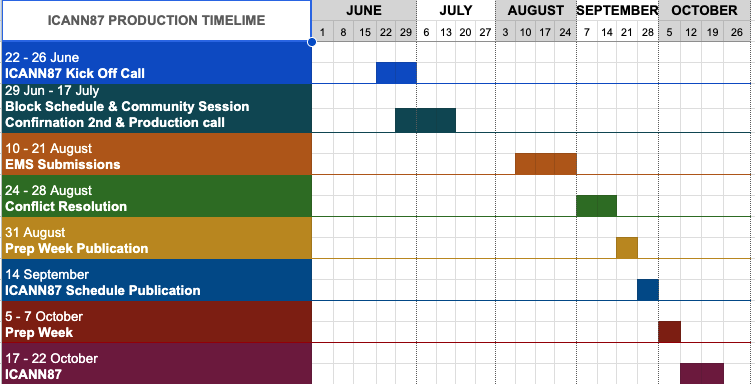 ICANN87 PRODUCTION TIMELIME
JUNE JULY AUGUST SEPTEMBER OCTOBER
1 8 15 22 29 6 13 20 27 3 10 17 24 7 14 21 28 5 12 19 26
22 - 26 June
ICANN87 Kick Off Call
29 Jun - 17 July
Block Schedule & Community Session
Confirnation 2nd & Production call
10 - 21 August
EMS Submissions
24 - 28 August
Conflict Resolution
31 August
Prep Week Publication
14 September
ICANN87 Schedule Publication
5 - 7 October
Prep Week
17 - 22 October
ICANN87